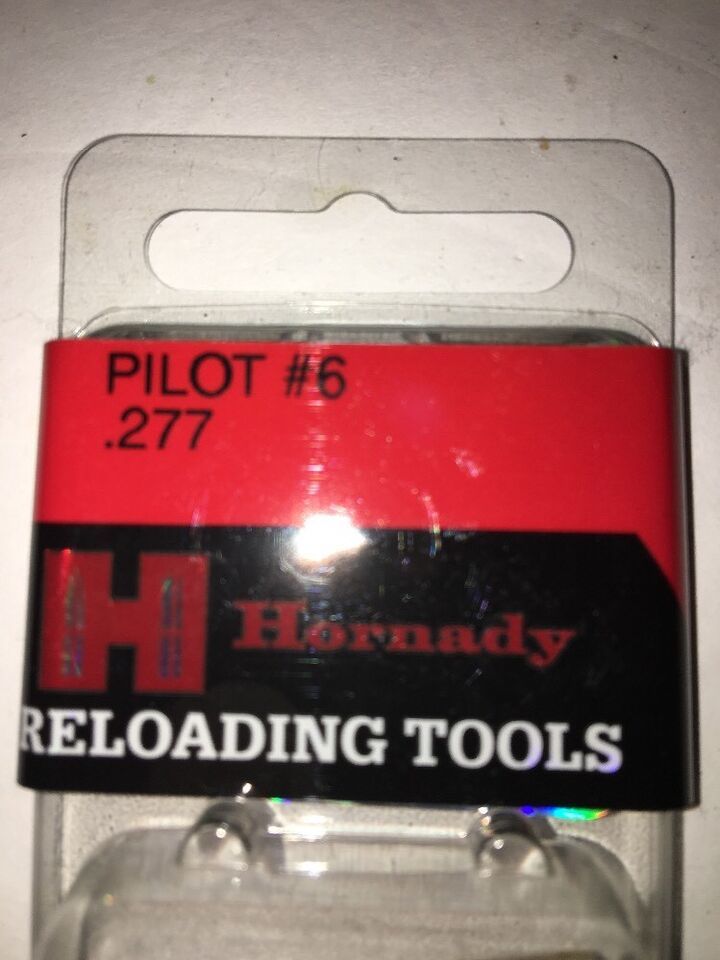 PILOT #6
.277
H Hornady
RELOADING TOOLS